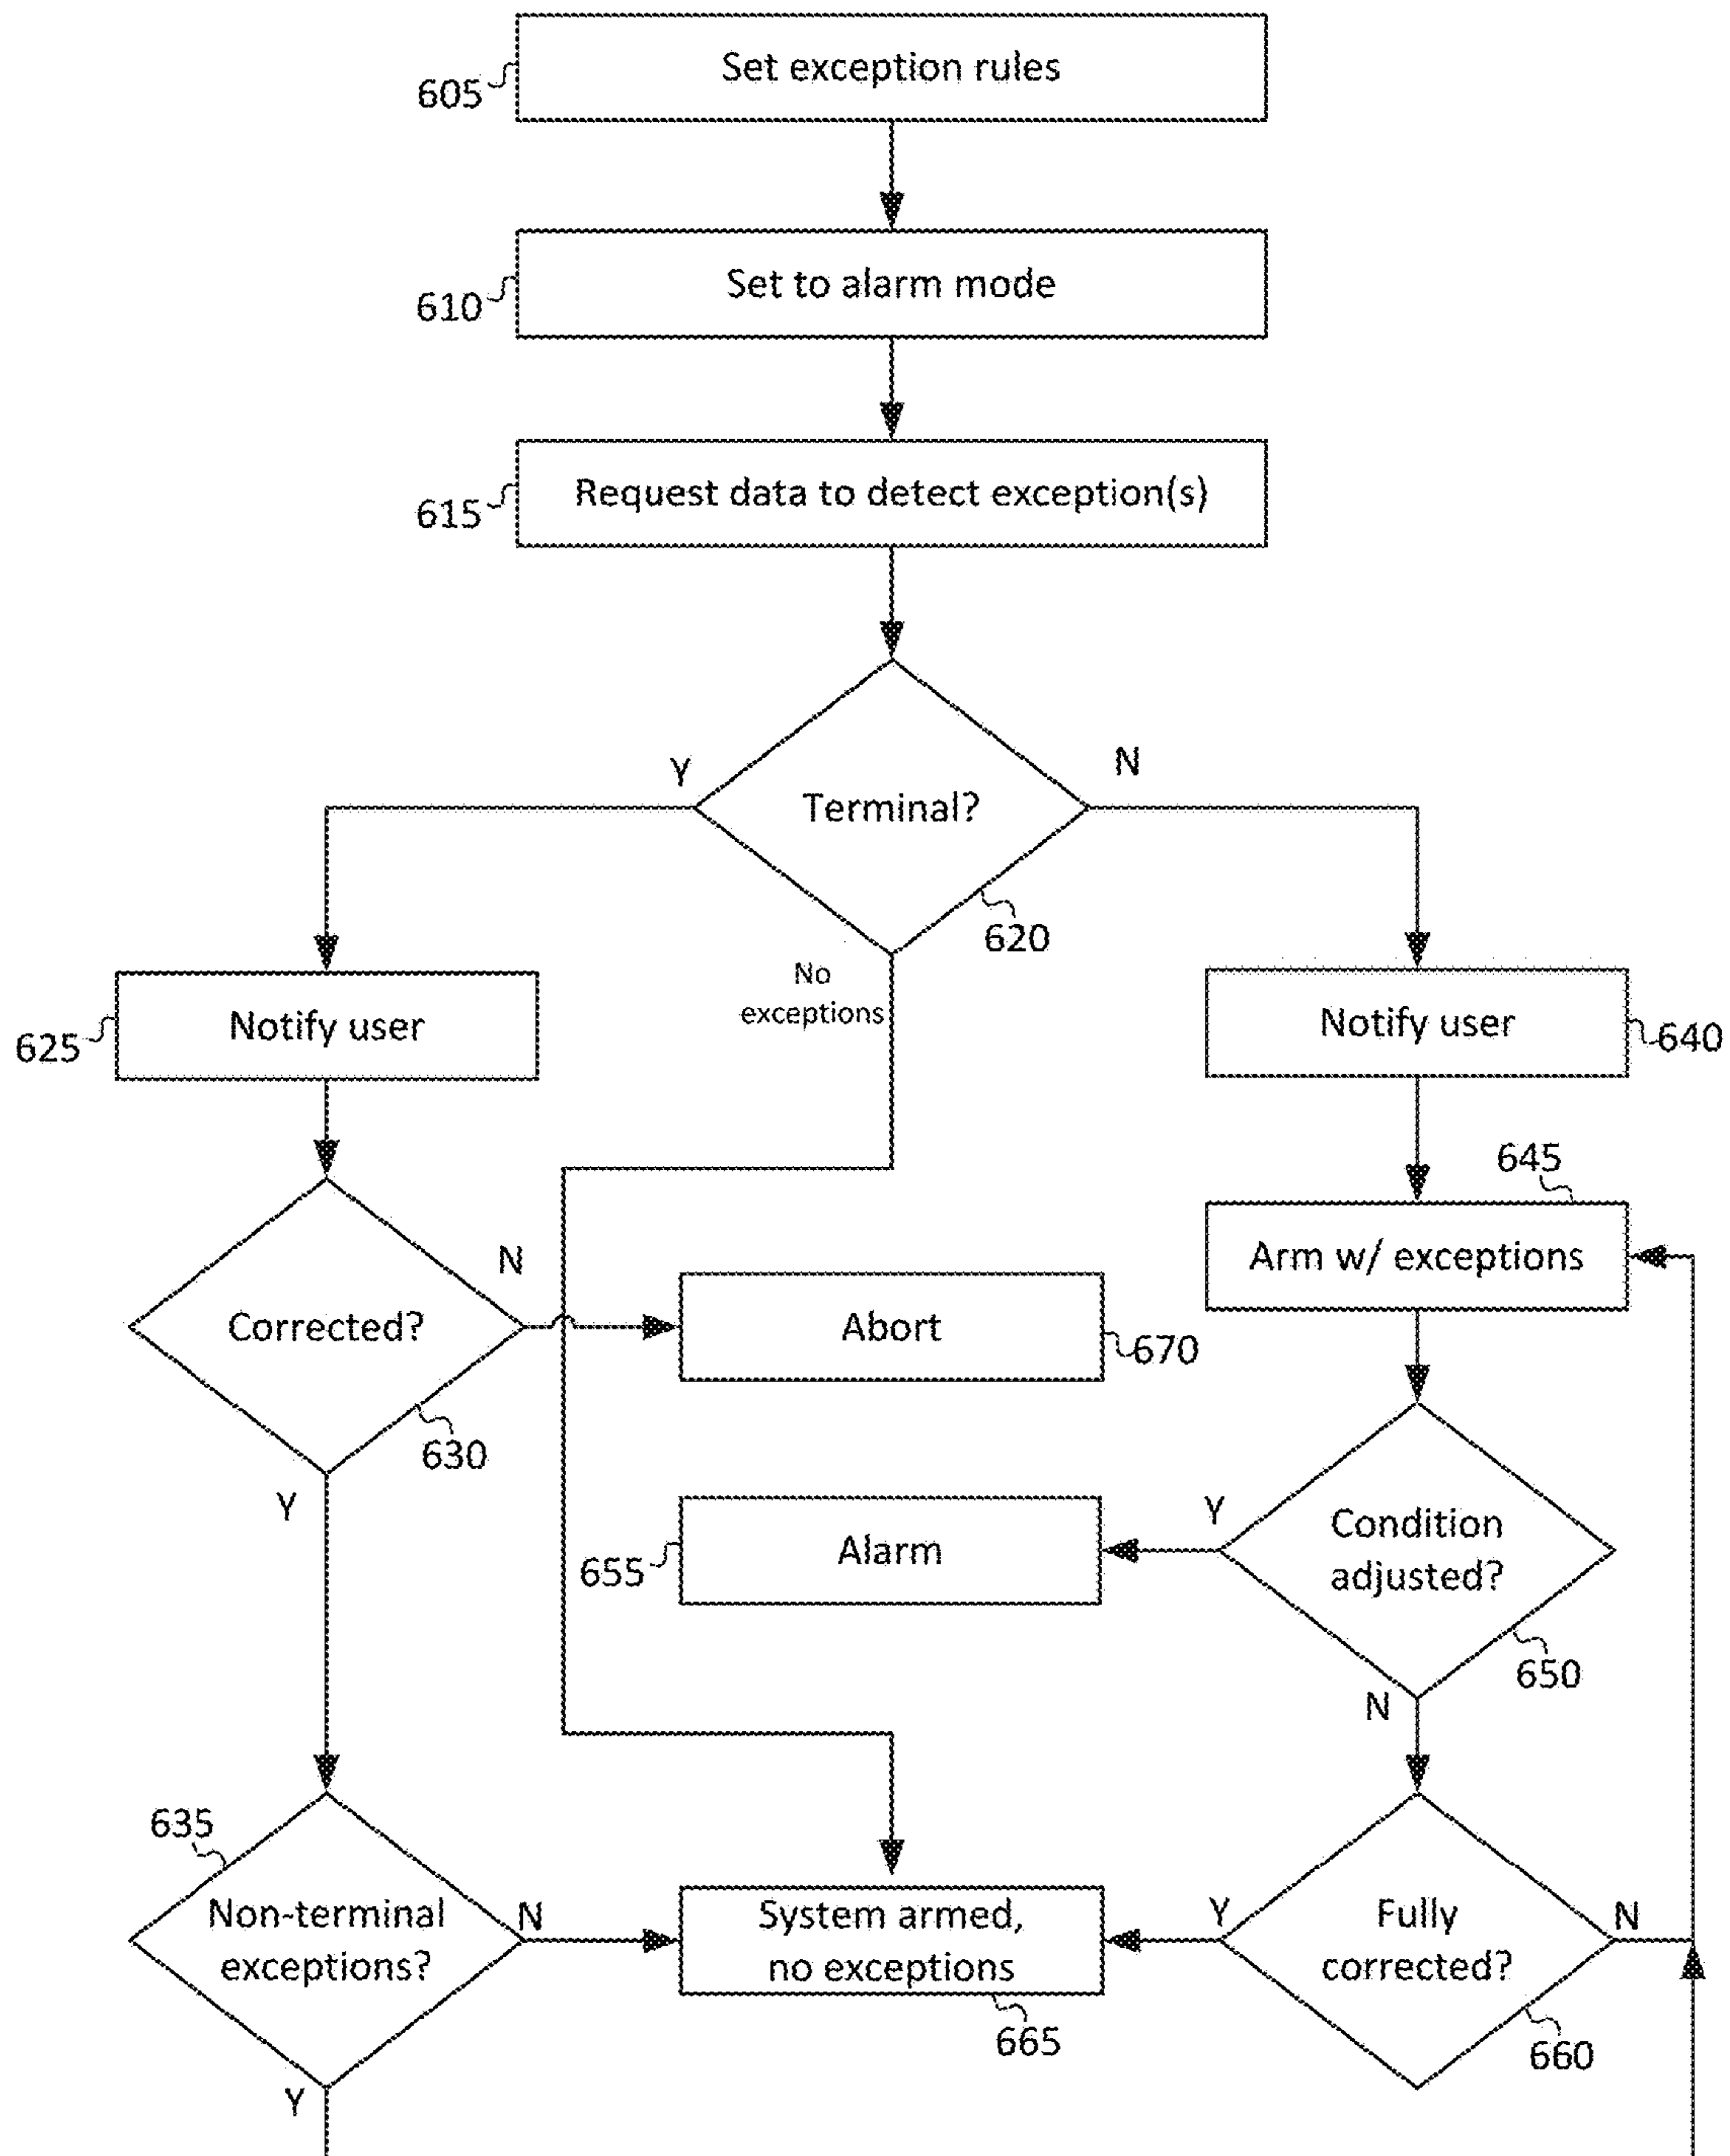 Set exception rules
605
Set to alarm mode
610
Request data to detect exception(s)
615
Y
N
Terminal?
620
No
exceptions
Notify user
625
Notify user
640
645
N
Arm w/ exceptions
Corrected?
Abort
670
630
Y
Y
Condition
adjusted?
Alarm
655
650
N
635
Non-terminal
exceptions?
N
System armed,
no exceptions
665
Y
Fully
corrected?
N
660
Y